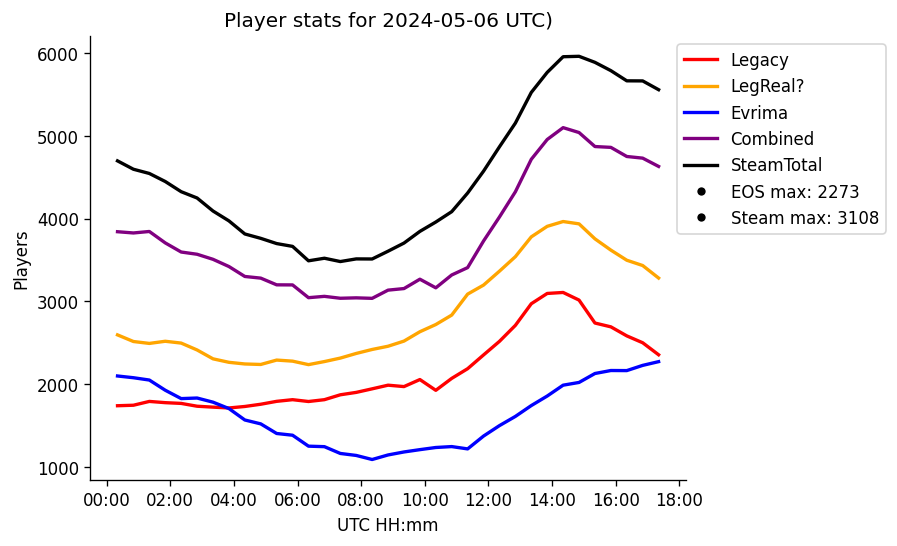 Player stats for 2024-05-06 UTC)
6000
5000
4000
3000
2000
1000
Players
00:00 02:00 04:00 06:00 08:00 10:00 12:00 14:00 16:00 18:00
UTC HH:mm
Legacy
LegReal?
Evrima
Combined
SteamTotal
EOS max: 2273
Steam max: 3108